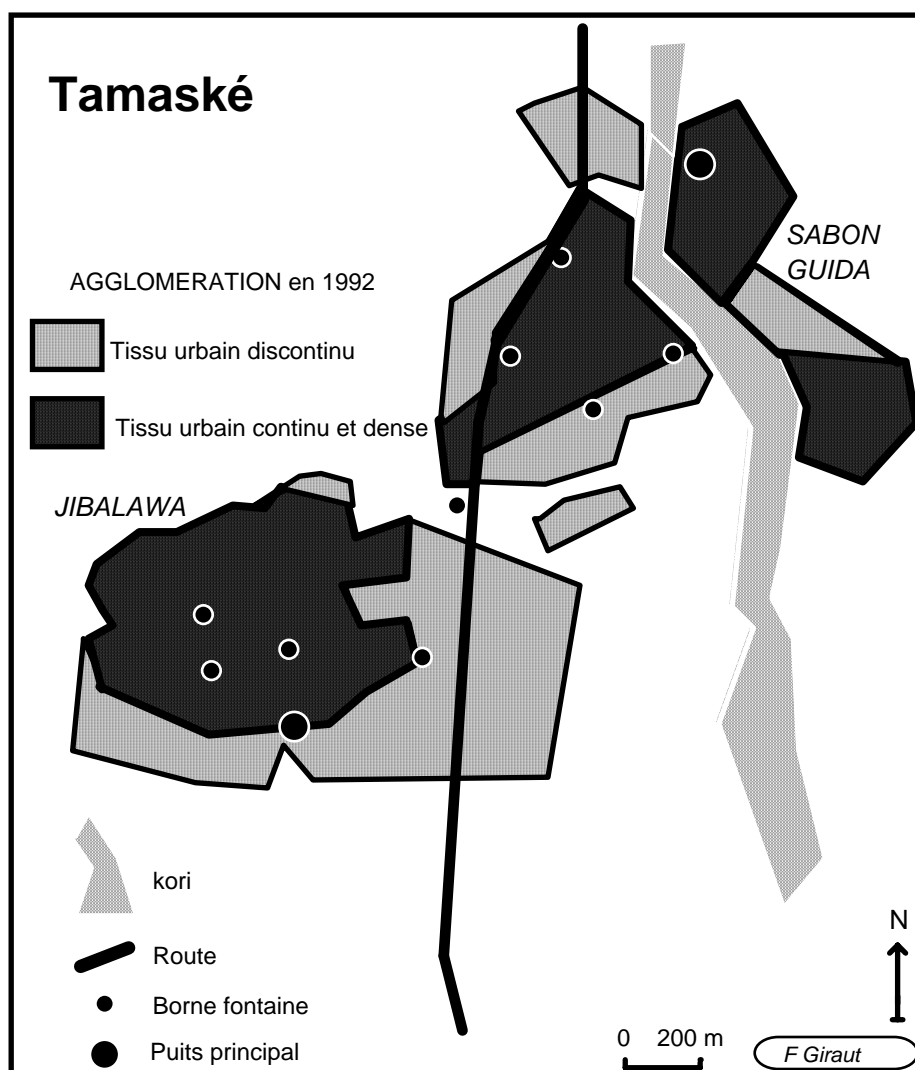 Tamaské
SABON
GUIDA
AGGLOMERATION en 1992
Tissu urbain discontinu
Tissu urbain continu et dense
JIBALAWA
kori
N
Route
Borne fontaine
0 200 m
Puits principal
F Giraut